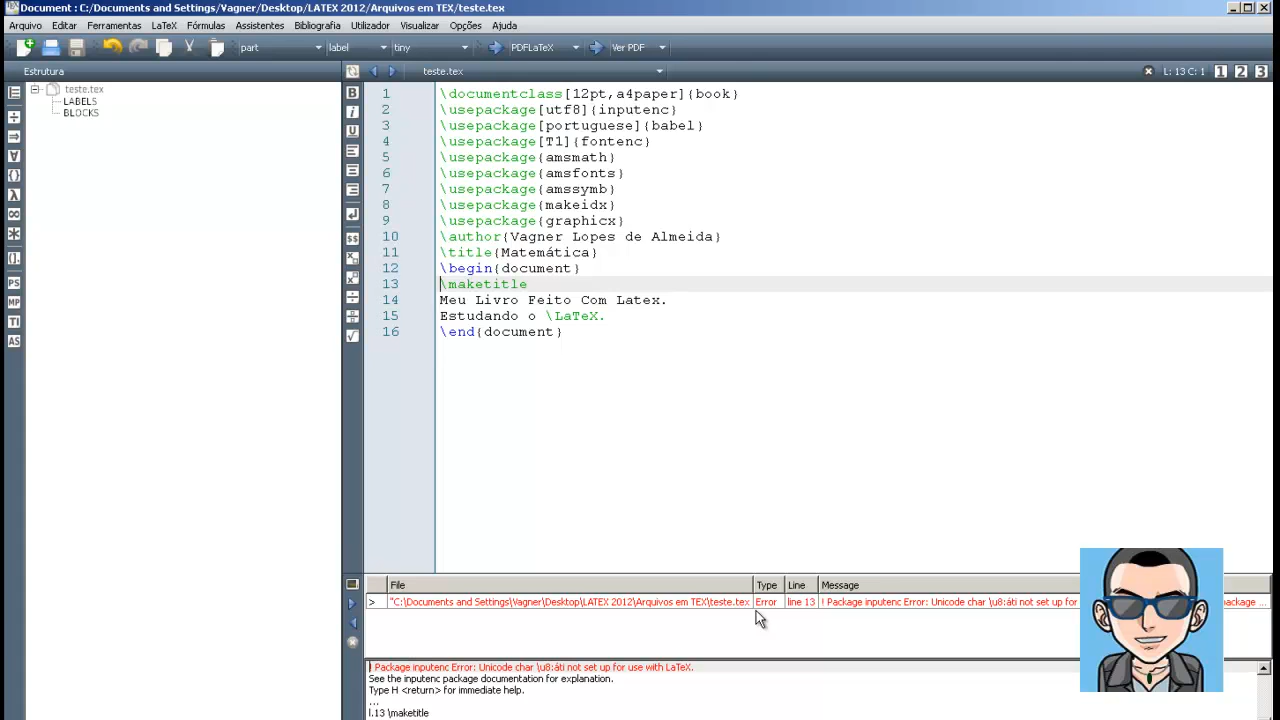 Document : C:/Documents and Settings/Vagner/Desktop/LATEX 2012/Arquivos em TEX/teste.tex
Arquivo Editar Ferramentas LaTeX Fórmulas Assistentes Bibliografia Utilizador Visualizar Opções Ajuda
part label tiny PDFLaTeX Ver PDF
Estrutura teste.tex L: 13 C: 1 1 2 3
teste.tex
LABELS
BLOCKS
1 \documentclass[12pt,a4paper]{book}
2 \usepackage[utf8]{inputenc}
3 \usepackage[portuguese]{babel}
4 \usepackage[T1]{fontenc}
5 \usepackage{amsmath}
6 \usepackage{amsfonts}
7 \usepackage{amssymb}
8 \usepackage{makeidx}
9 \usepackage{graphicx}
10 \author{Vagner Lopes de Almeida}
11 \title{Matemática}
12 \begin{document}
13 \maketitle
14 Meu Livro Feito Com Latex.
15 Estudando o \LaTeX.
16 \end{document}
PS
MP
TI
AS
File Type Line Message
> "C:\Documents and Settings\Vagner\Desktop\LATEX 2012\Arquivos em TEX\teste.tex Error line 13 ! Package inputenc Error: Unicode char \u8:áti not set up for package ...
! Package inputenc Error: Unicode char \u8:áti not set up for use with LaTeX.
See the inputenc package documentation for explanation.
Type H <return> for immediate help.
...
l.13 \maketitle